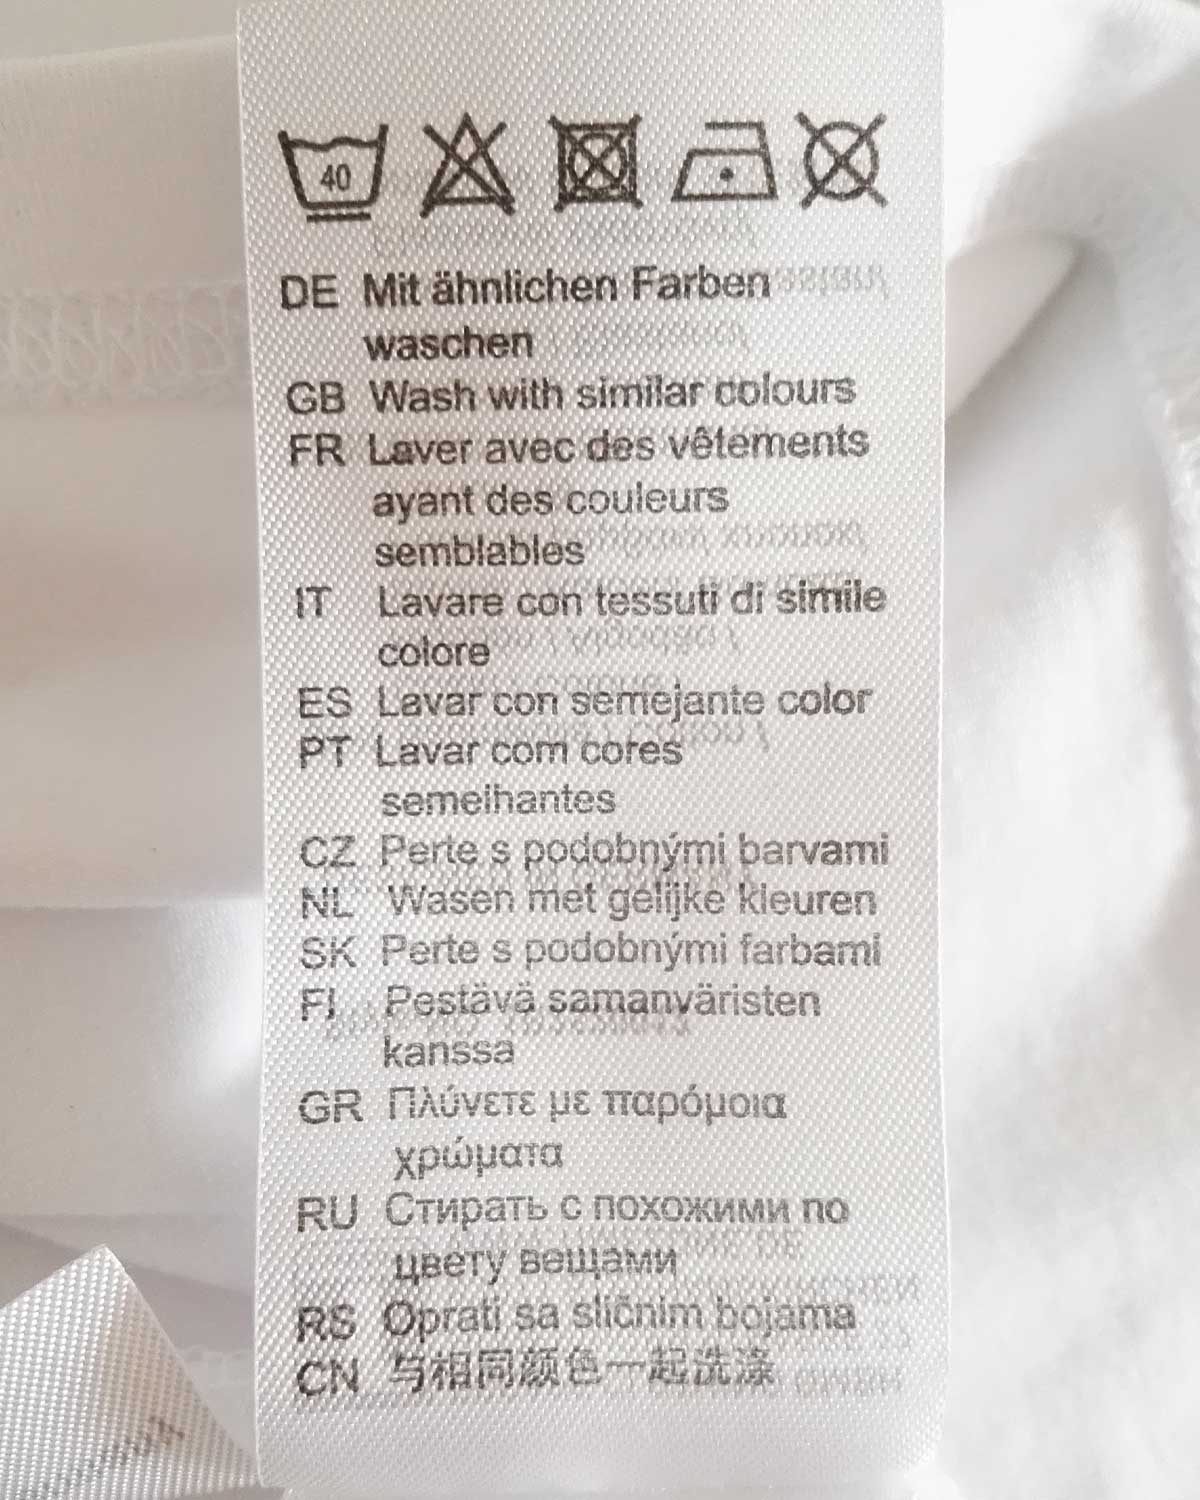 40
DE Mit ähnlichen Farben
waschen
GB Wash with similar colours
FR Laver avec des vêtements
ayant des couleurs
semblables
IT Lavare con tessuti di simile
colore
ES Lavar con semejante color
PT Lavar com cores
semeihantes
CZ Perte s podobnými barvami
NL Wasen met gelijke kleuren
SK Perte s podobnými farbami
FI Pestävä samanväristen
kanssa
GR Πλύνετε με παρόμοια
χρώματα
RU Стирать с похожими по
цвету вещами
RS Oprati sa sličnim bojama
CN 与相同颜色一起洗涤